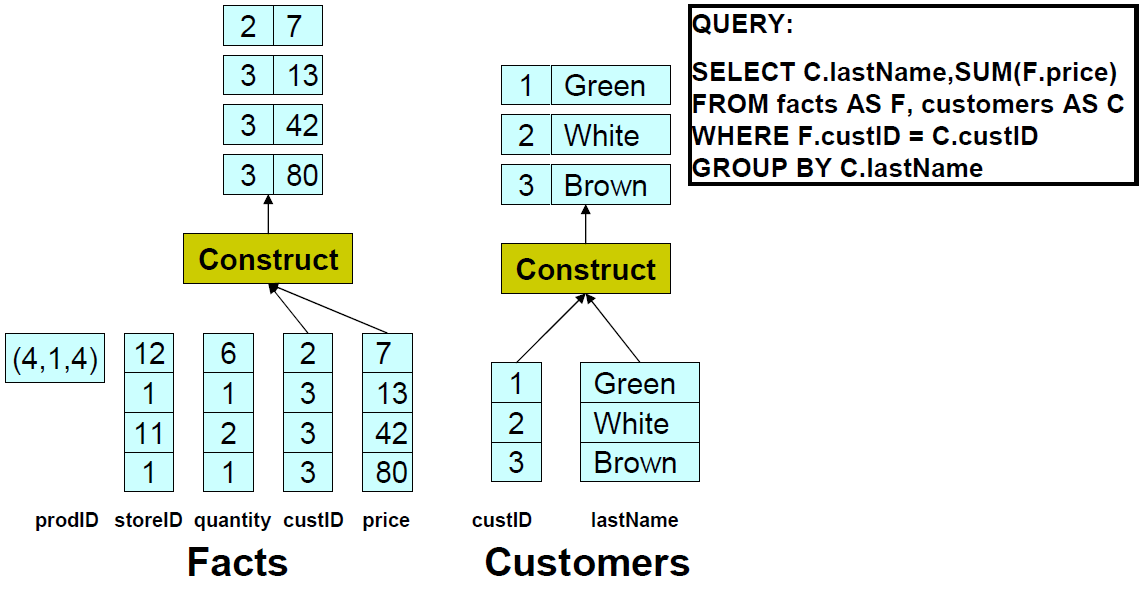 2 7
3 13
3 42
3 80
Construct
(4,1,4)
12 6 2 7
1 1 3 13
11 2 3 42
1 1 3 80
prodID storeID quantity custID price
Facts
1 Green
2 White
3 Brown
Construct
1 Green
2 White
3 Brown
custID lastName
Customers
QUERY:
SELECT C.lastName,SUM(F.price)
FROM facts AS F, customers AS C
WHERE F.custID = C.custID
GROUP BY C.lastName